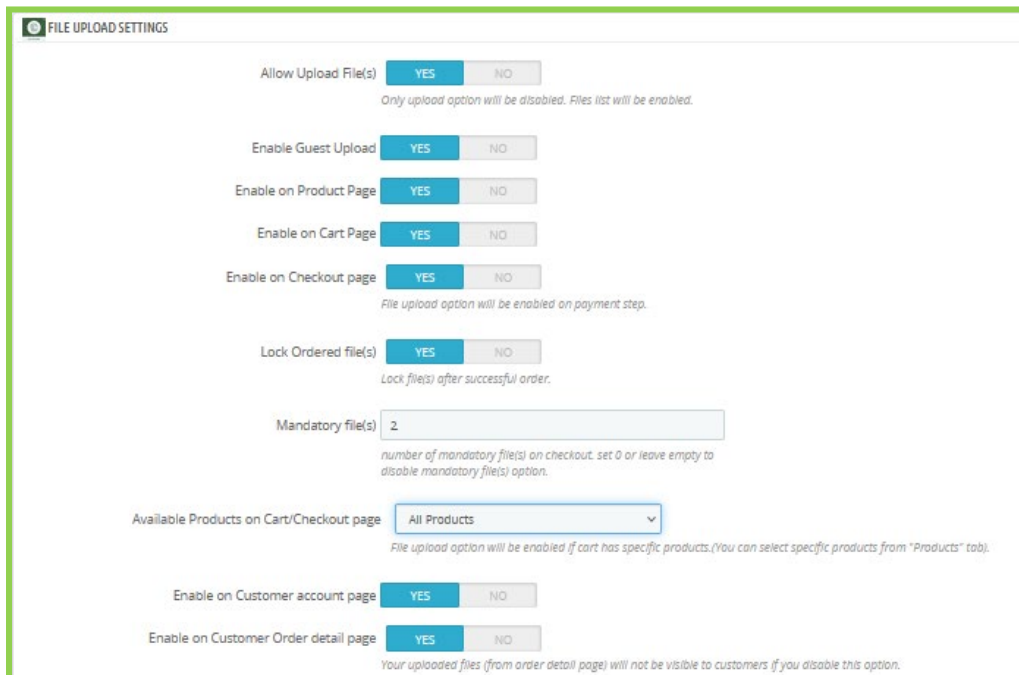 FILE UPLOAD SETTINGS
Allow Upload File(s) YES NO
Only upload option will be disabled. Files list will be enabled.
Enable Guest Upload YES NO
Enable on Product Page YES NO
Enable on Cart Page YES NO
Enable on Checkout page YES NO
File upload option will be enabled on payment step.
Lock Ordered file(s) YES NO
Lock file(s) after successful order.
Mandatory file(s) 2
number of mandatory file(s) on checkout. set 0 or leave empty to
disable mandatory file(s) option.
Available Products on Cart/Checkout page All Products
File upload option will be enabled if cart has specific products.(You can select specific products from "Products" tab).
Enable on Customer account page YES NO
Enable on Customer Order detail page YES NO
Your uploaded files (from order detail page) will not be visible to customers if you disable this option.